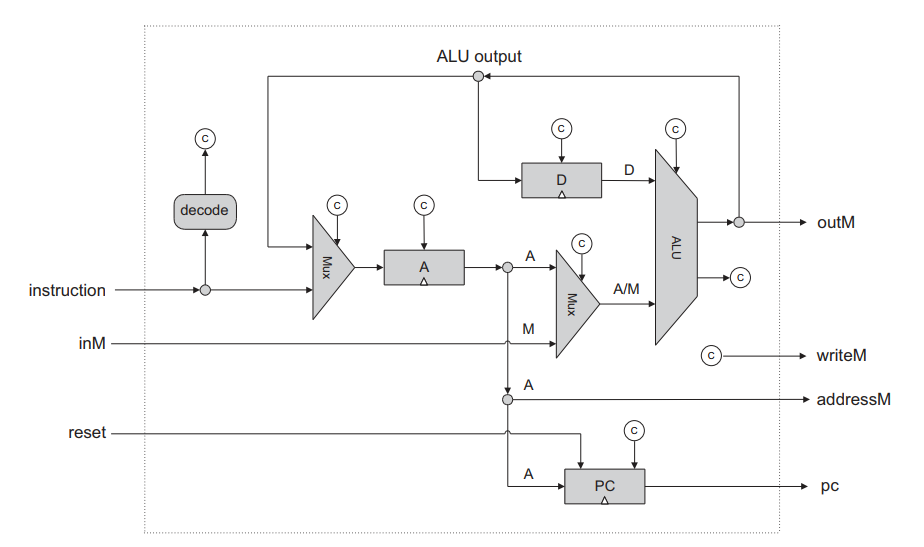 ALU output
C
C
C
D
D
decode
C
C
C
Mux
A
A
Mux
A/M
ALU
outM
C
instruction
M
inM
C
writeM
A
addressM
reset
C
A
PC
pc